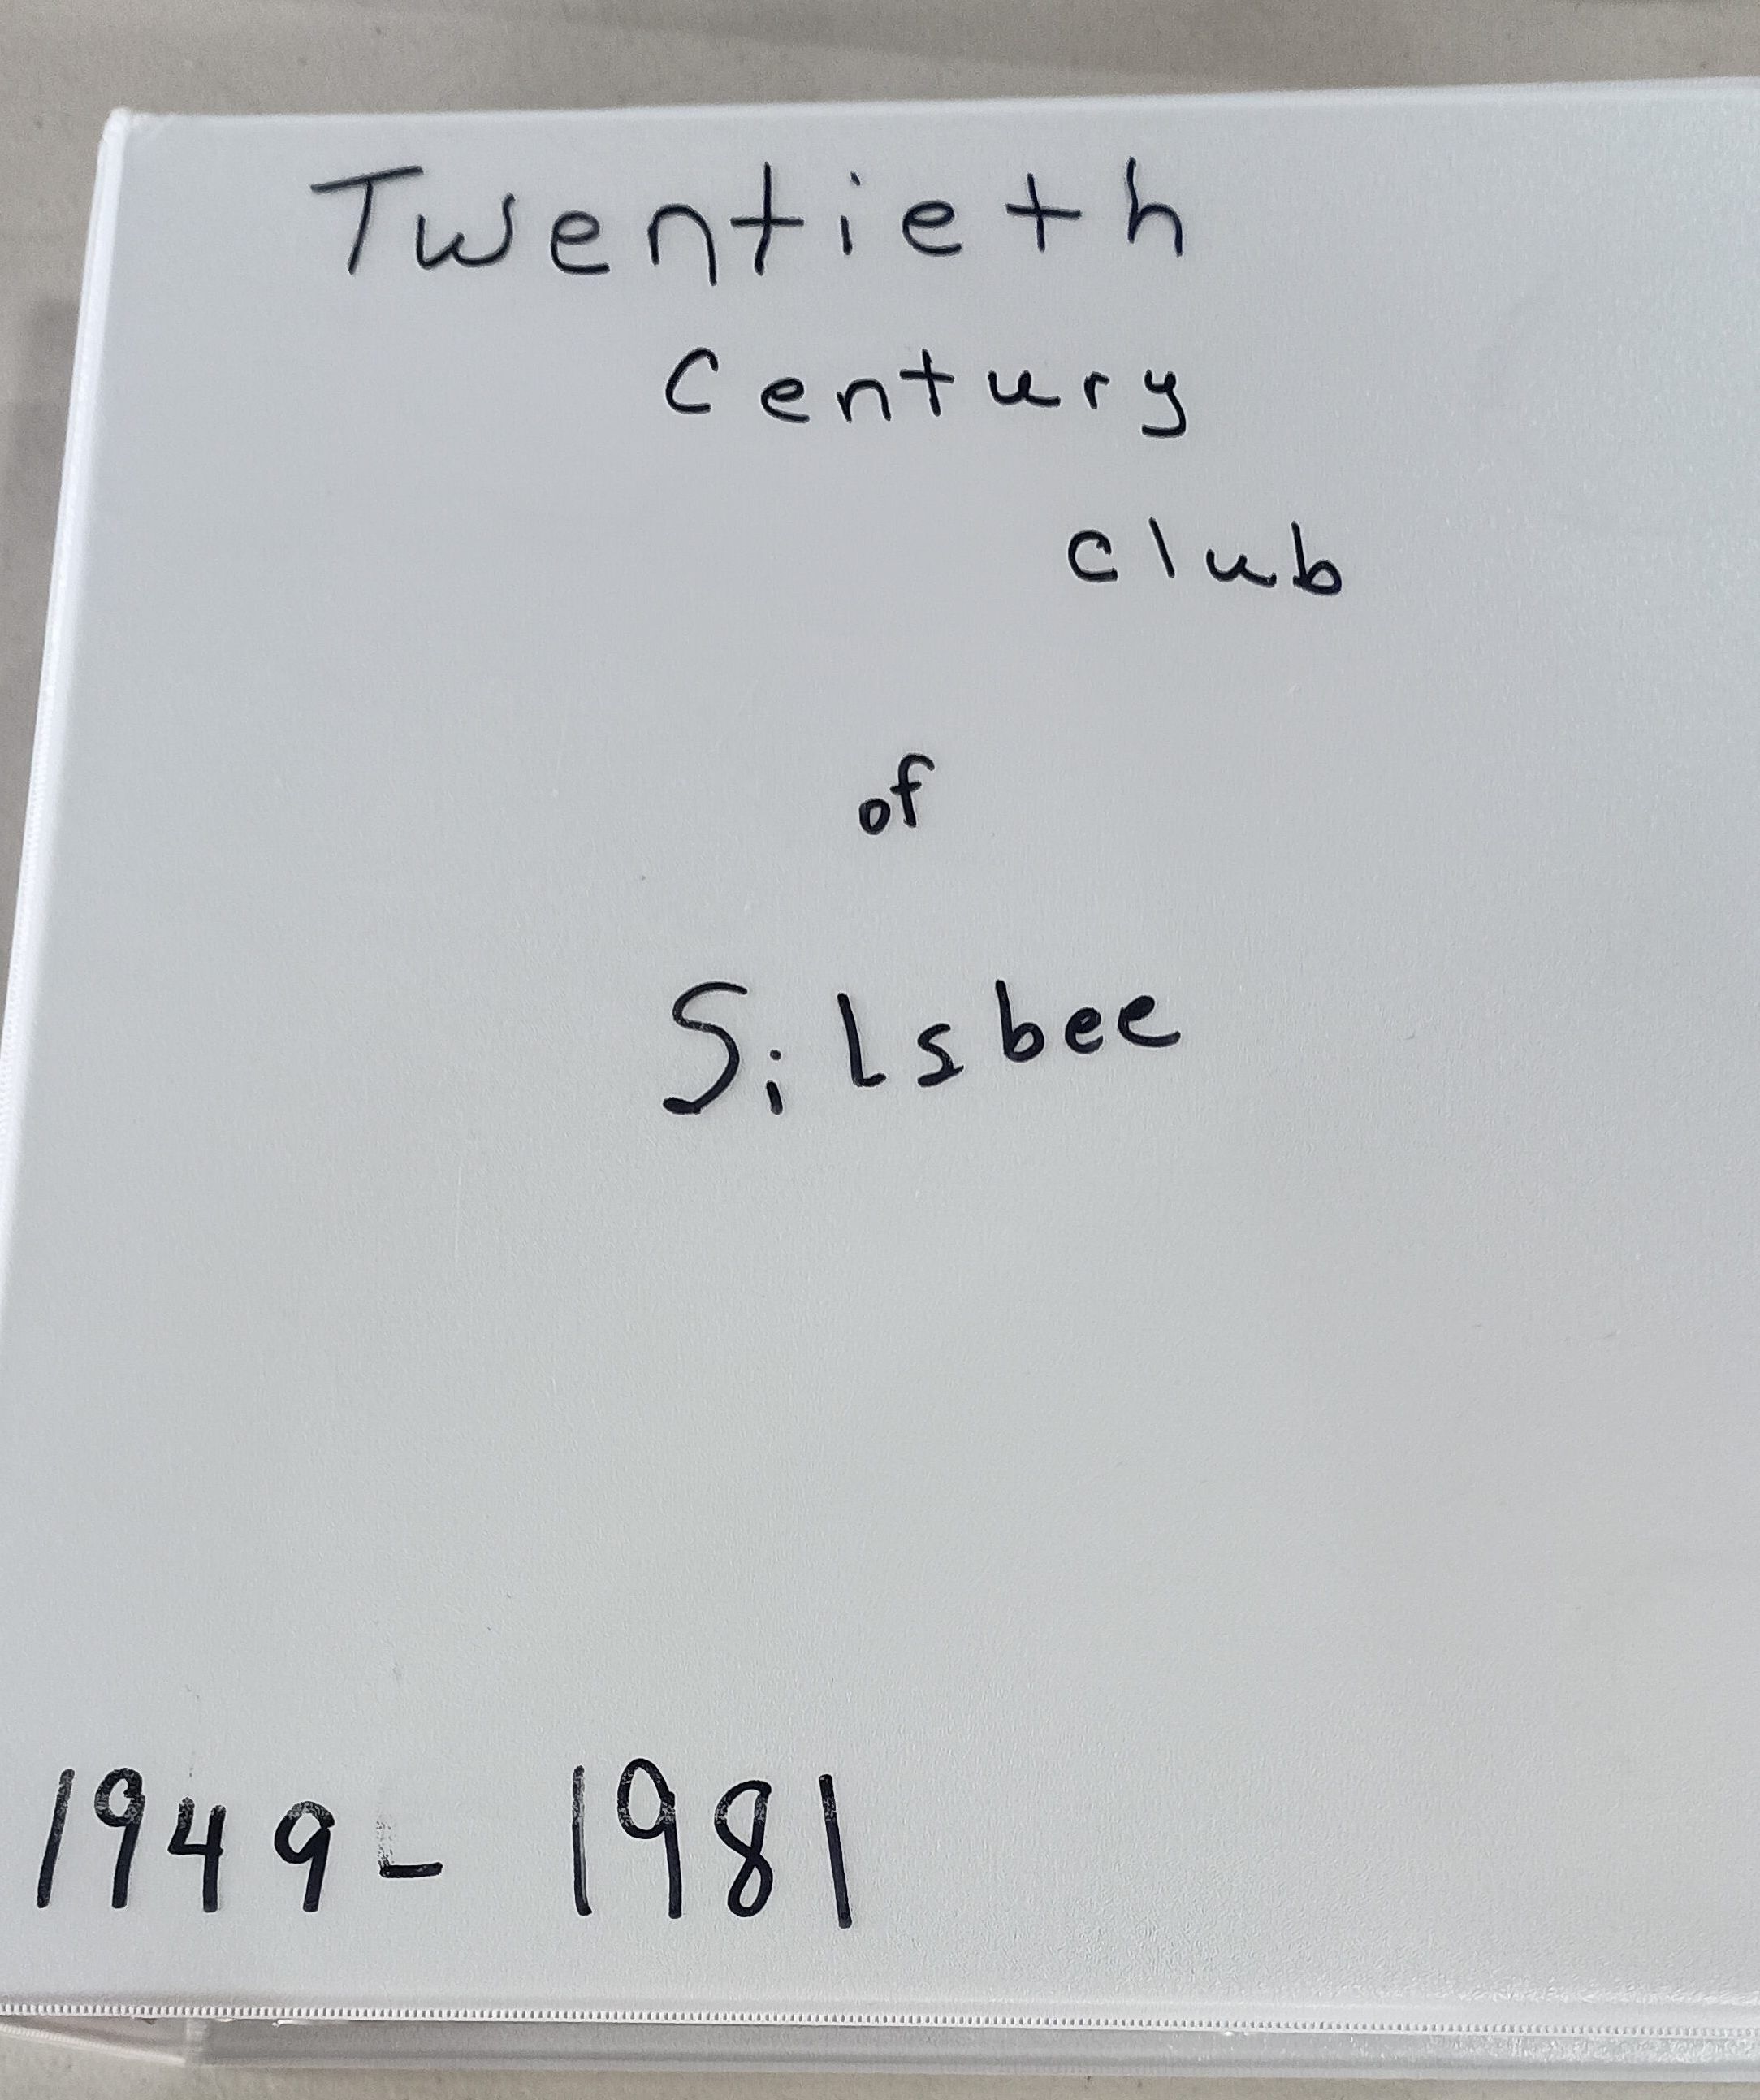 Twentieth
Century
club
of
Silsbee
1949- 1981